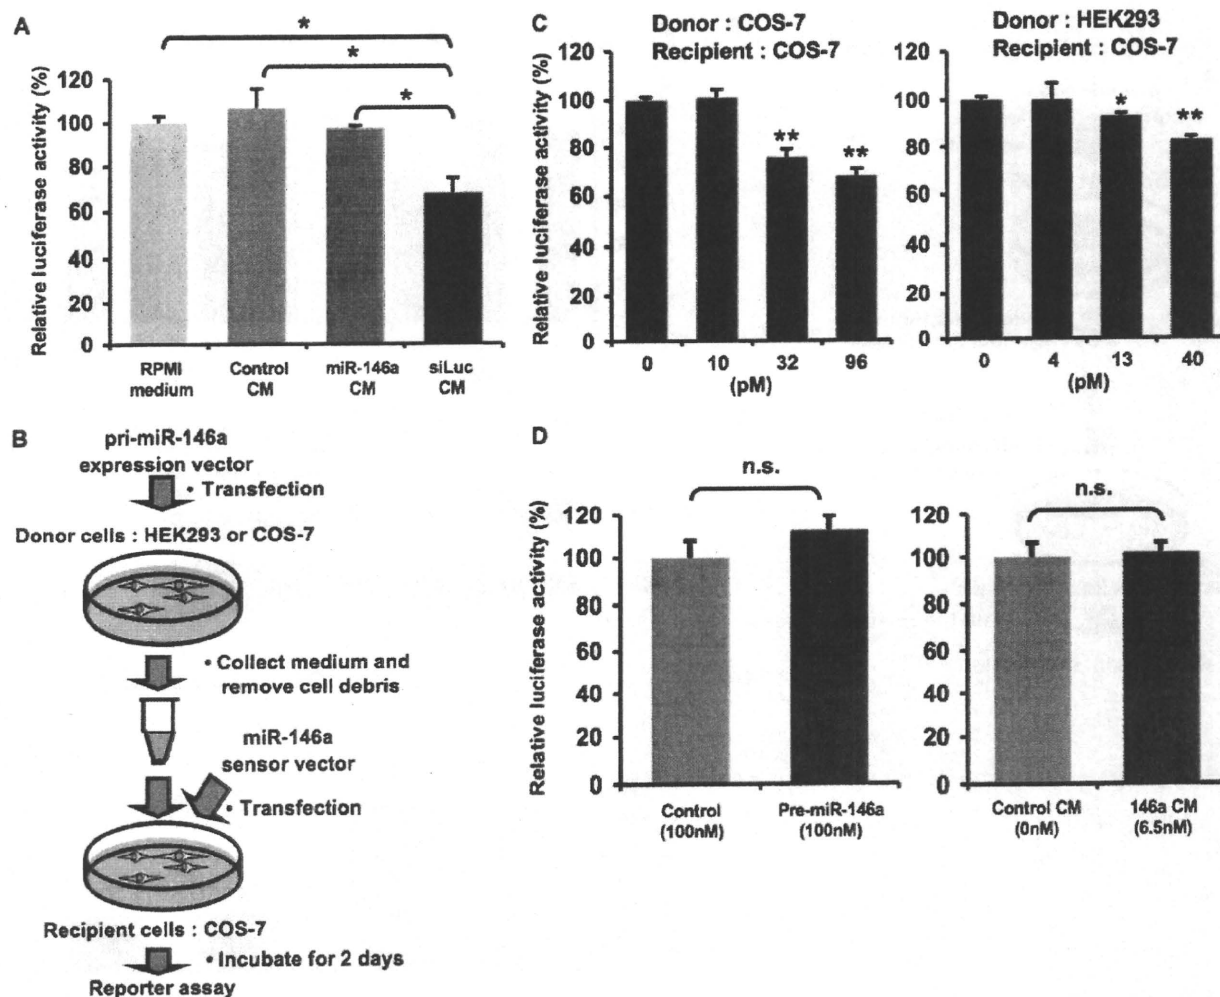 A
Relative luciferase activity (%)
120
100
80
60
40
20
0
*
*
*
RPMI medium
Control CM
miR-146a CM
siLuc CM
B
pri-miR-146a
expression vector
• Transfection
Donor cells : HEK293 or COS-7
• Collect medium and
remove cell debris
miR-146a
sensor vector
• Transfection
Recipient cells : COS-7
• Incubate for 2 days
Reporter assay
C
Donor : COS-7
Recipient : COS-7
Relative luciferase activity (%)
120
100
80
60
40
20
0
**
**
0 10 32 96
(pM)
Donor : HEK293
Recipient : COS-7
120
100
80
60
40
20
0
*
**
0 4 13 40
(pM)
D
Relative luciferase activity (%)
n.s.
120
100
80
60
40
20
0
Control
(100nM)
Pre-miR-146a
(100nM)
n.s.
120
100
80
60
40
20
0
Control CM
(0nM)
146a CM
(6.5nM)